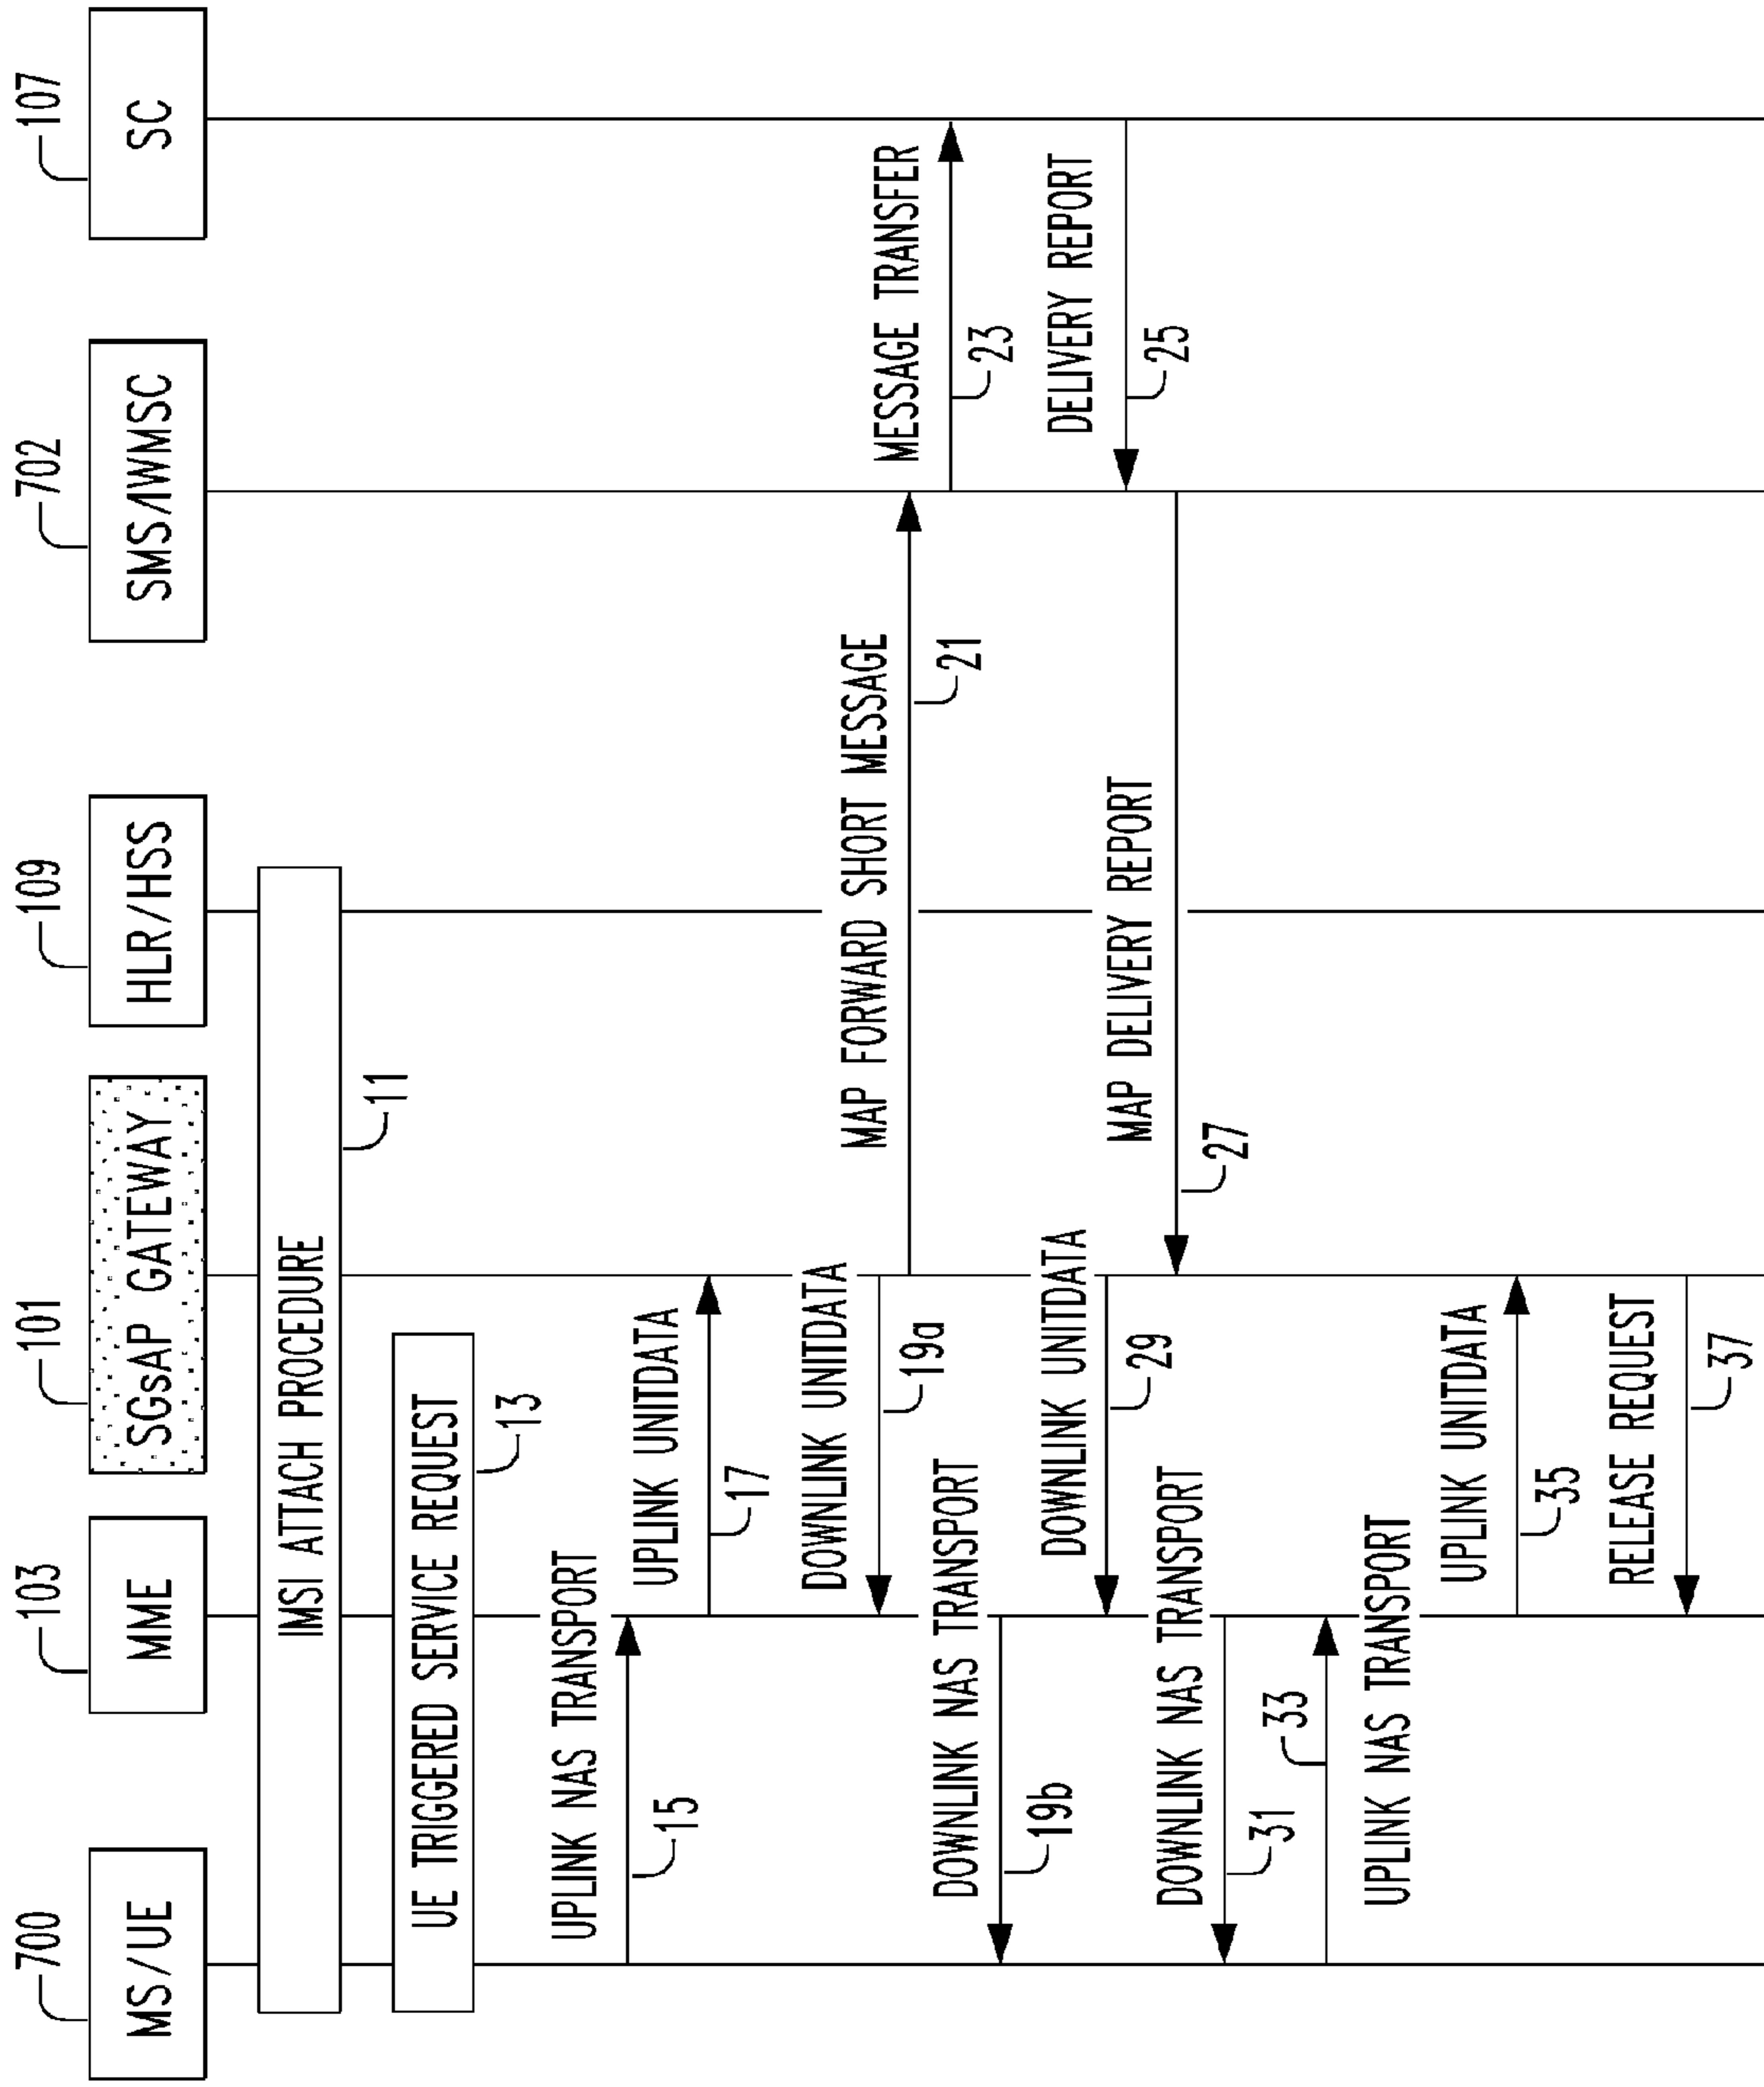 700
MS/UE
103
MME
101
SGsAP GATEWAY
109
HLR/HSS
702
SMS/IWMSC
107
SC
IMSI ATTACH PROCEDURE
11
UE TRIGGERED SERVICE REQUEST
13
UPLINK NAS TRANSPORT
15
UPLINK UNITDATA
17
DOWNLINK UNITDATA
19a
MAP FORWARD SHORT MESSAGE
21
MESSAGE TRANSFER
23
DOWNLINK NAS TRANSPORT
19b
DELIVERY REPORT
25
DOWNLINK UNITDATA
29
MAP DELIVERY REPORT
27
DOWNLINK NAS TRANSPORT
31
33
UPLINK NAS TRANSPORT
UPLINK UNITDATA
35
RELEASE REQUEST
37